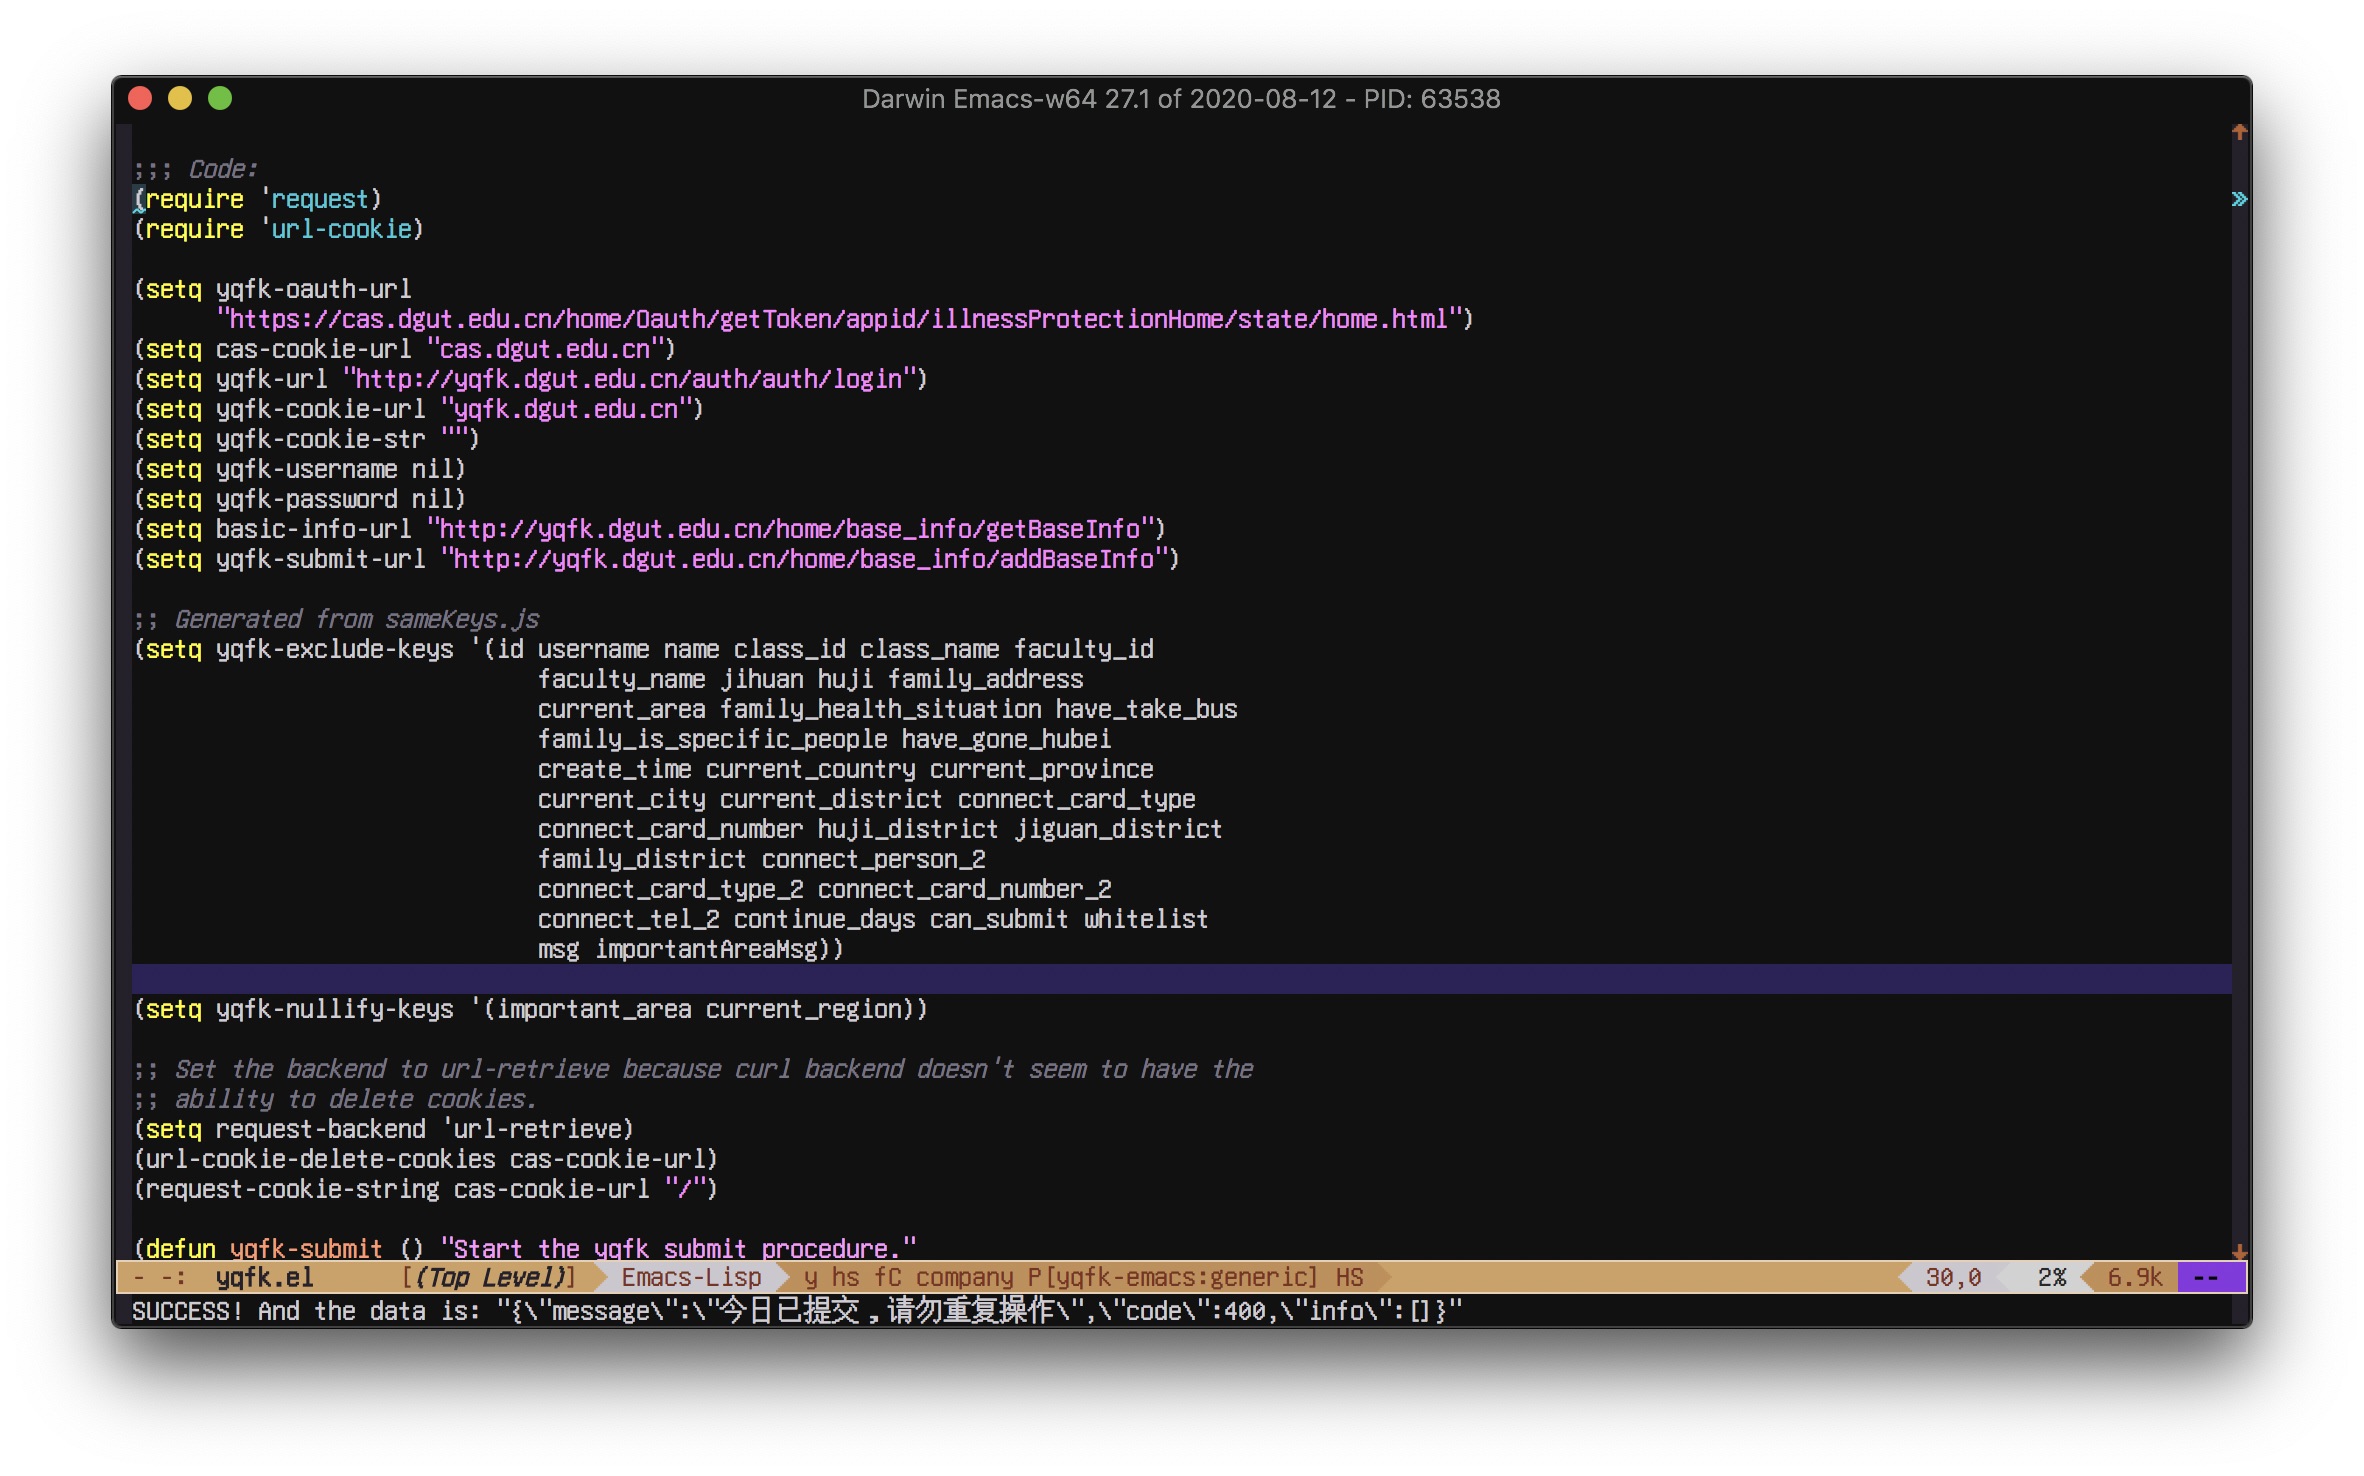 Darwin Emacs-w64 27.1 of 2020-08-12 - PID: 63538
;;; Code:
(require 'request)
(require 'url-cookie)
(setq yqfk-oauth-url
"https://cas.dgut.edu.cn/home/Oauth/getToken/appid/illnessProtectionHome/state/home.html")
(setq cas-cookie-url "cas.dgut.edu.cn")
(setq yqfk-url "http://yqfk.dgut.edu.cn/auth/auth/login")
(setq yqfk-cookie-url "yqfk.dgut.edu.cn")
(setq yqfk-cookie-str "")
(setq yqfk-username nil)
(setq yqfk-password nil)
(setq basic-info-url "http://yqfk.dgut.edu.cn/home/base_info/getBaseInfo")
(setq yqfk-submit-url "http://yqfk.dgut.edu.cn/home/base_info/addBaseInfo")
;; Generated from sameKeys.js
(setq yqfk-exclude-keys '(id username name class_id class_name faculty_id
faculty_name jihuan huji family_address
current_area family_health_situation have_take_bus
family_is_specific_people have_gone_hubei
create_time current_country current_province
current_city current_district connect_card_type
connect_card_number huji_district jiguan_district
family_district connect_person_2
connect_card_type_2 connect_card_number_2
connect_tel_2 continue_days can_submit whitelist
msg importantAreaMsg))
(setq yqfk-nullify-keys '(important_area current_region))
;; Set the backend to url-retrieve because curl backend doesn't seem to have the
;; ability to delete cookies.
(setq request-backend 'url-retrieve)
(url-cookie-delete-cookies cas-cookie-url)
(request-cookie-string cas-cookie-url "/")
(defun yqfk-submit () "Start the yqfk submit procedure."
- -: yqfk.el [(Top Level)] Emacs-Lisp y hs fC company P[yqfk-emacs:generic] HS 30,0 2% 6.9k --
SUCCESS! And the data is: "{\"message\":\"今日已提交，请勿重复操作\",\"code\":400,\"info\":[]}"